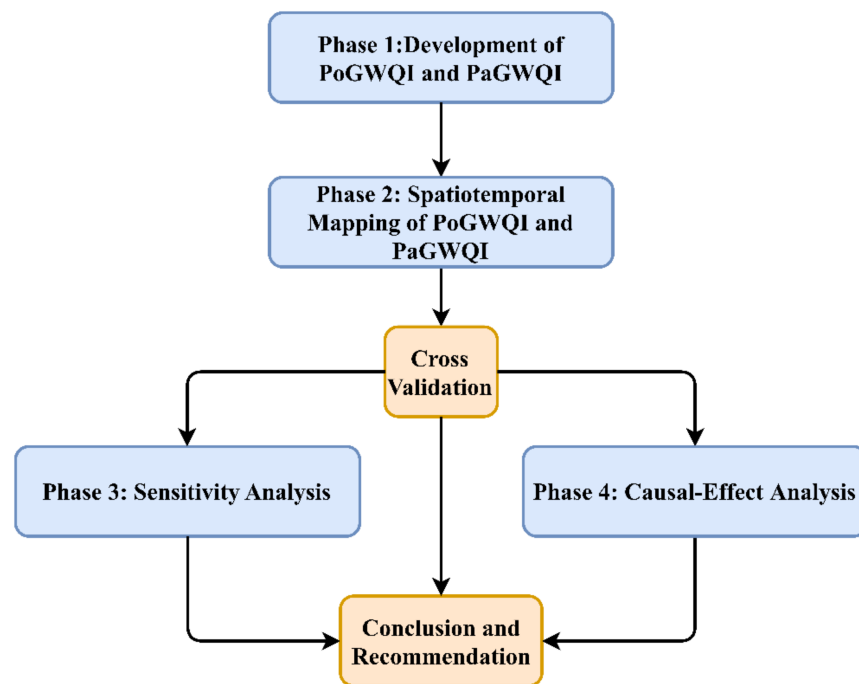 Phase 1:Development of
PoGWQI and PaGWQI
Phase 2: Spatiotemporal
Mapping of PoGWQI and
PaGWQI
Cross
Validation
Phase 3: Sensitivity Analysis
Phase 4: Causal-Effect Analysis
Conclusion and
Recommendation